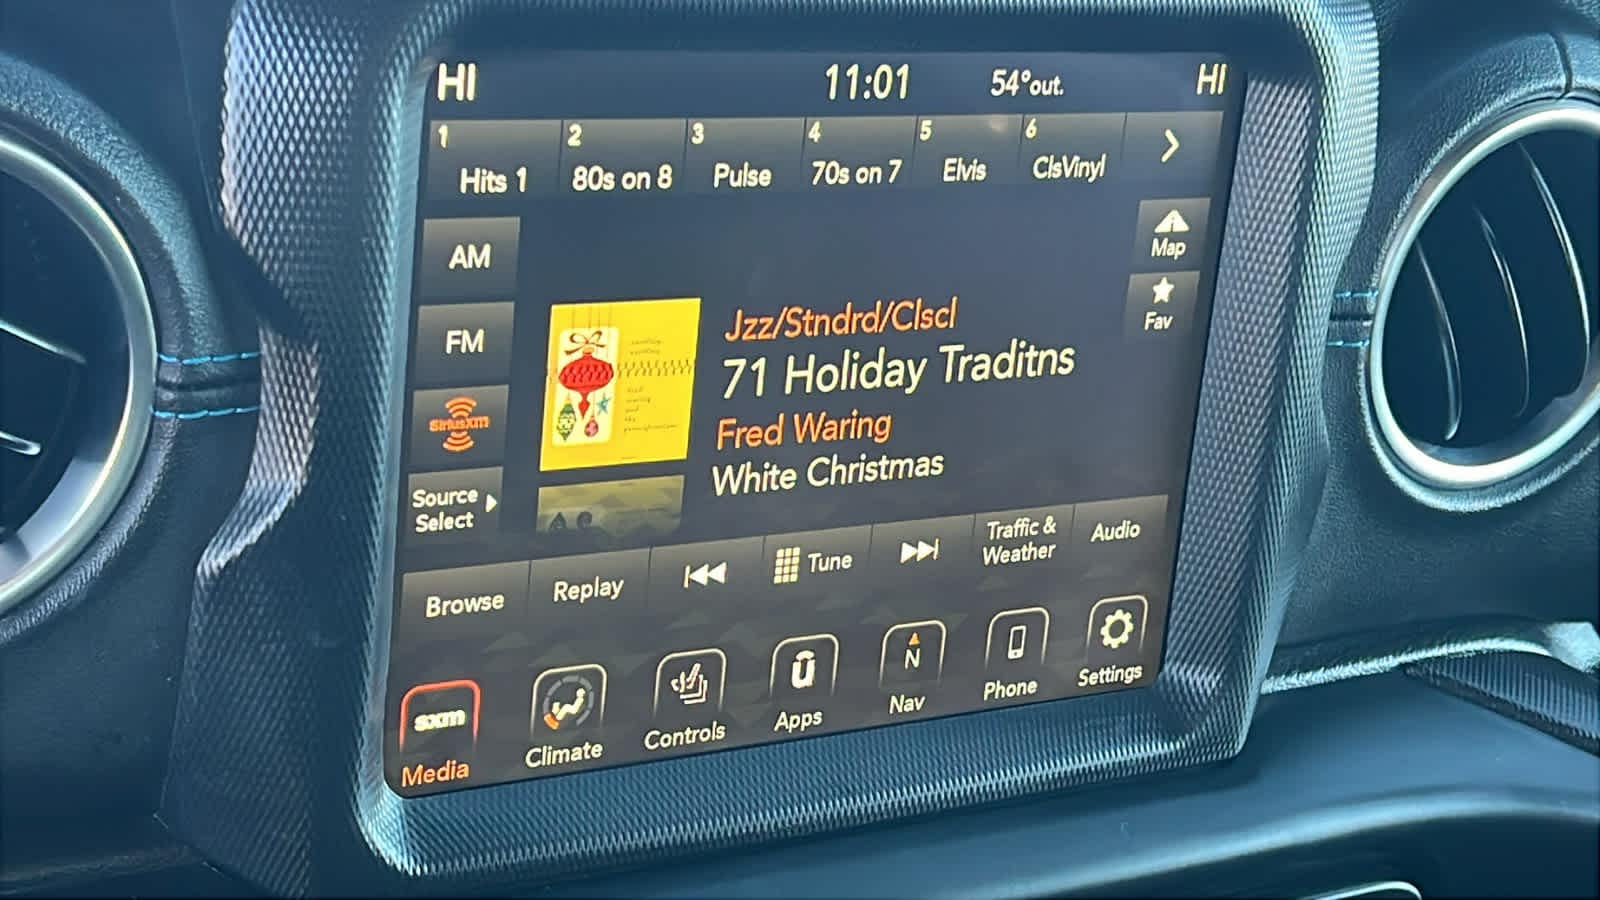 HI 11:01 54°out. HI
1 2 3 4 5 6
Hits 1 80s on 8 Pulse 70s on 7 Elvis ClsVinyl
AM
Map
FM
Fav
Jzz/Stndrd/Clscl
71 Holiday Traditns
SiriusXM
Fred Waring
White Christmas
Source
Select
Browse Replay Tune Traffic & Audio
Weather
sxm N
Media Climate Controls Apps Nav Phone Settings